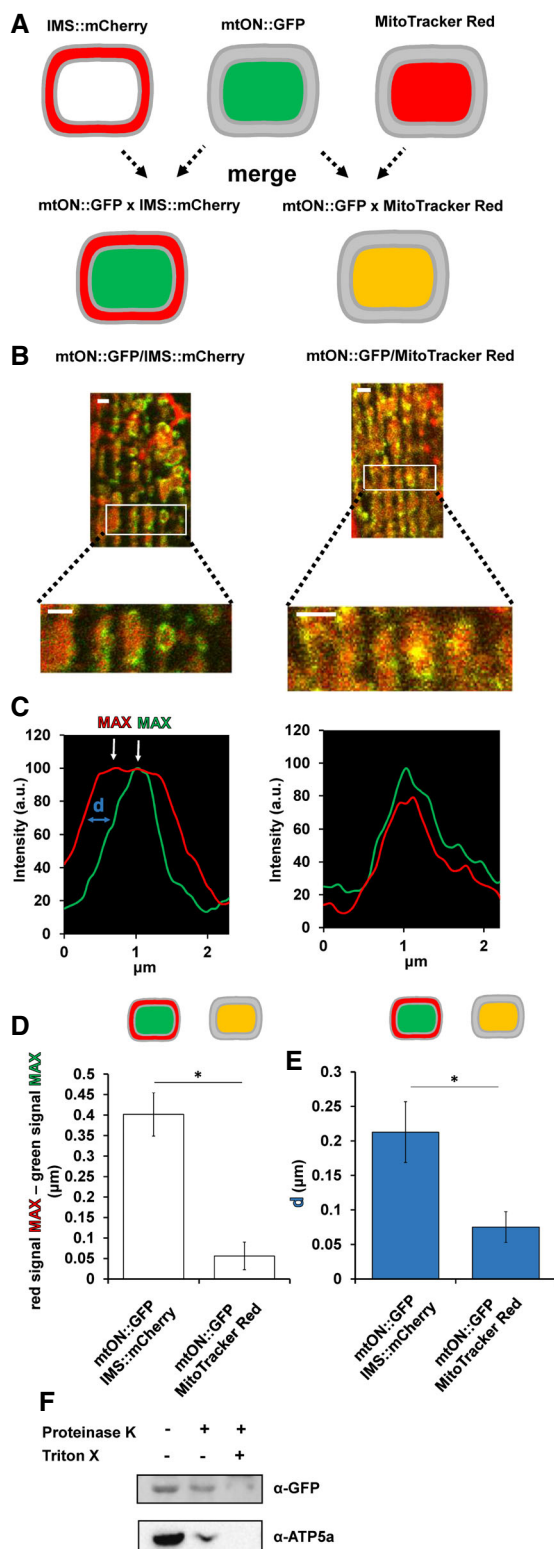 A
IMS::mCherry mtON::GFP MitoTracker Red
merge
mtON::GFP x IMS::mCherry mtON::GFP x MitoTracker Red
B
mtON::GFP/IMS::mCherry mtON::GFP/MitoTracker Red
C
MAX MAX
120 100 80 60 40 20 0
Intensity (a.u.)
d
0 1 2
µm
120 100 80 60 40 20 0
Intensity (a.u.)
0 1 2
µm
D
red signal MAX – green signal MAX
(µm)
0.5
0.45
0.4
0.35
0.3
0.25
0.2
0.15
0.1
0.05
0
*
mtON::GFP
IMS::mCherry
mtON::GFP
MitoTracker Red
E
d (µm)
0.3
0.25
0.2
0.15
0.1
0.05
0
*
mtON::GFP
IMS::mCherry
mtON::GFP
MitoTracker Red
F
Proteinase K - + +
Triton X - - +
α-GFP
α-ATP5a